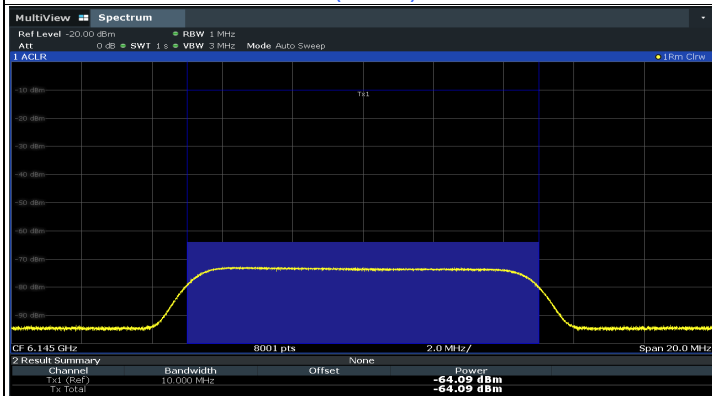 MultiView Spectrum
Ref Level -20.00 dBm RBW 1 MHz
Att 0 dB SWT 1 s VBW 3 MHz Mode Auto Sweep
1 ACLR 1Rm Clrw
-10 dBm
Tx1
-20 dBm
-30 dBm
-40 dBm
-50 dBm
-60 dBm
-70 dBm
-80 dBm
-90 dBm
CF 6.145 GHz 8001 pts 2.0 MHz/ Span 20.0 MHz
2 Result Summary None
Channel Bandwidth Offset Power
Tx1 (Ref) 10.000 MHz -64.09 dBm
Tx Total -64.09 dBm